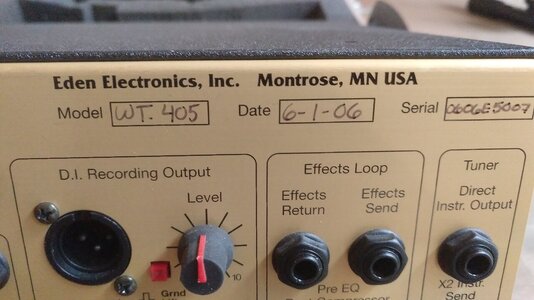 Eden Electronics, Inc. Montrose, MN USA
Model WT. 405 Date 6-1-06 Serial 0606E5007
D.I. Recording Output
Level
10
Grnd
Effects Loop
Effects Return
Effects Send
Pre EQ
Tuner
Direct
Instr. Output
X2 Instr.
Send